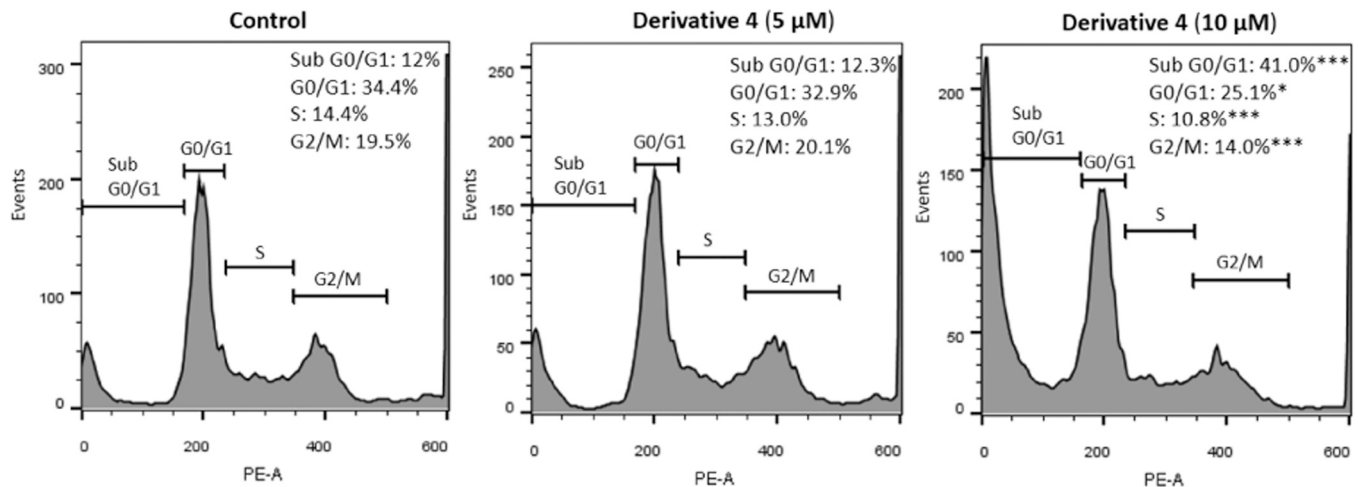 Control
Sub G0/G1: 12%
G0/G1: 34.4%
S: 14.4%
G2/M: 19.5%
Sub
G0/G1
G0/G1
S
G2/M
Events
300
200
100
0
0
200
400
600
PE-A
Derivative 4 (5 µM)
Sub G0/G1: 12.3%
G0/G1: 32.9%
S: 13.0%
G2/M: 20.1%
Sub
G0/G1
G0/G1
S
G2/M
Events
250
200
150
100
50
0
0
200
400
600
PE-A
Derivative 4 (10 µM)
Sub G0/G1: 41.0%***
G0/G1: 25.1%*
S: 10.8%***
G2/M: 14.0%***
Sub
G0/G1
G0/G1
S
G2/M
Events
200
150
100
50
0
0
200
400
600
PE-A